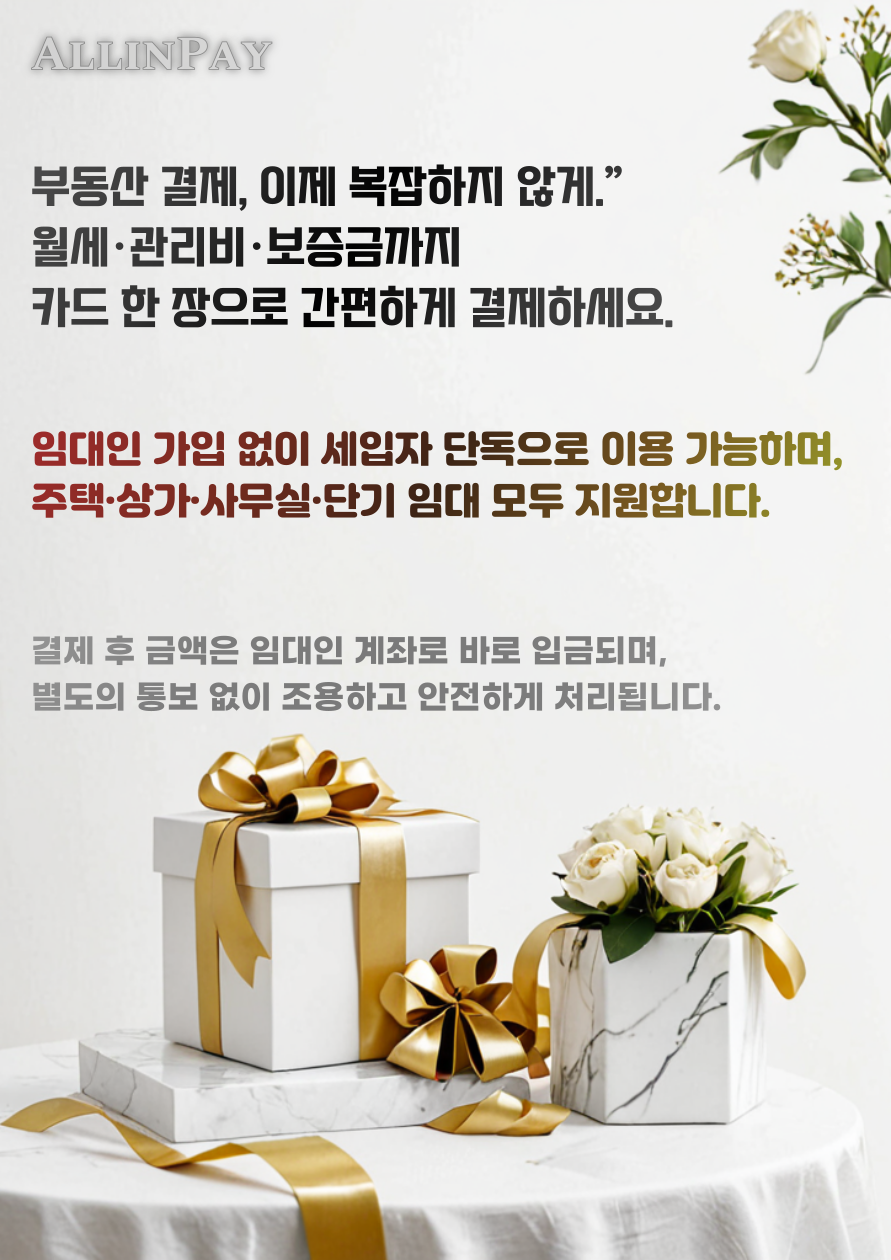 ALLINPAY
부동산 결제, 이제 복잡하지 않게.”
월세·관리비·보증금까지
카드 한 장으로 간편하게 결제하세요.
임대인 가입 없이 세입자 단독으로 이용 가능하며,
주택·상가·사무실·단기 임대 모두 지원합니다.
결제 후 금액은 임대인 계좌로 바로 입금되며,
별도의 통보 없이 조용하고 안전하게 처리됩니다.